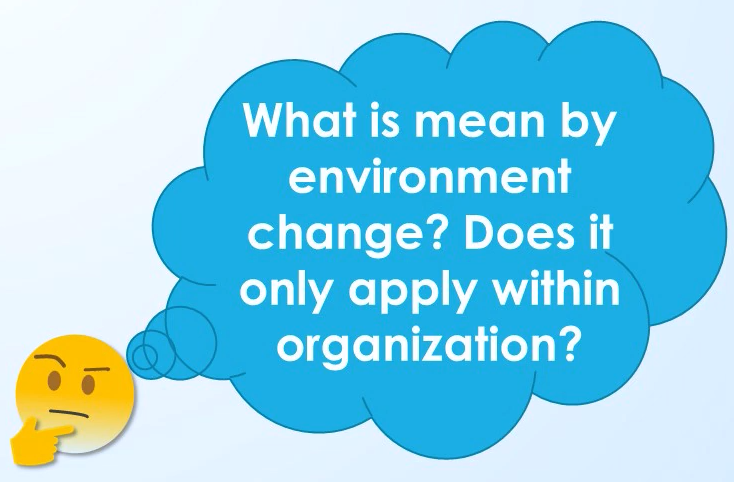 What is mean by
environment
change? Does it
only apply within
organization?